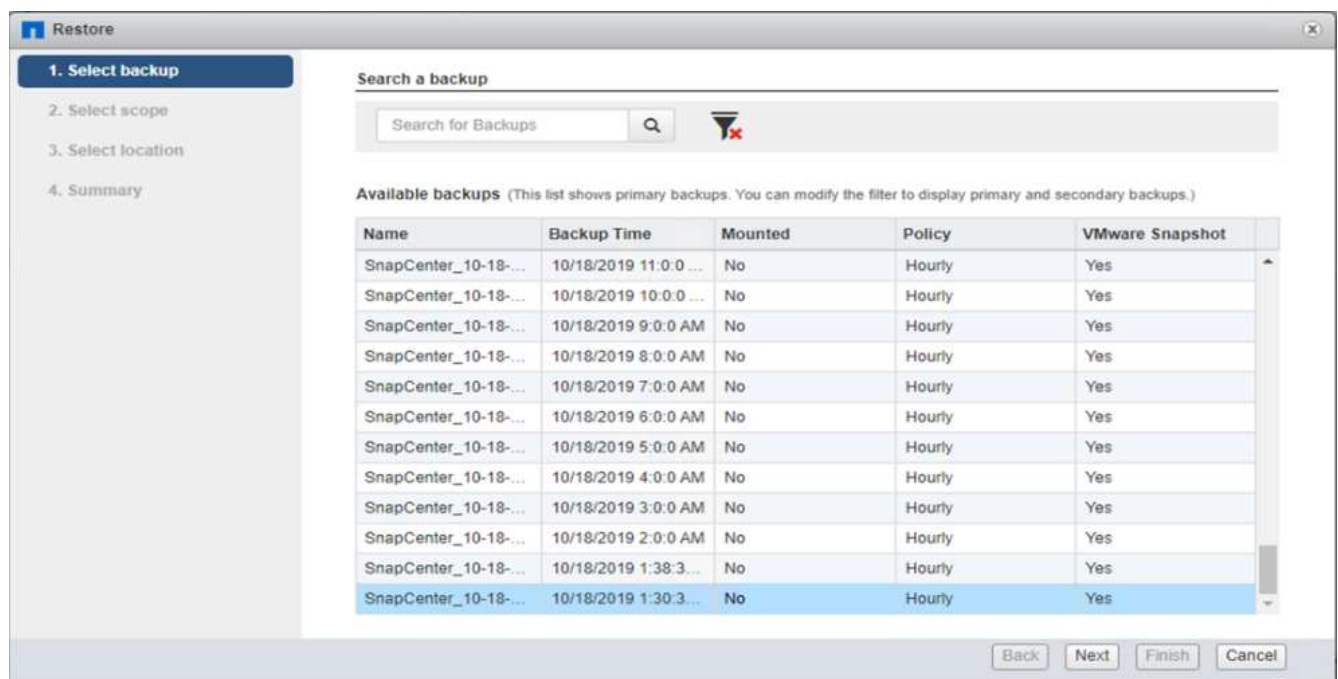 Restore
1. Select backup
2. Select scope
3. Select location
4. Summary
Search a backup
Search for Backups
Available backups (This list shows primary backups. You can modify the filter to display primary and secondary backups.)
Name Backup Time Mounted Policy VMware Snapshot
SnapCenter_10-18-... 10/18/2019 11:0:0 ... No Hourly Yes
SnapCenter_10-18-... 10/18/2019 10:0:0 ... No Hourly Yes
SnapCenter_10-18-... 10/18/2019 9:0:0 AM No Hourly Yes
SnapCenter_10-18-... 10/18/2019 8:0:0 AM No Hourly Yes
SnapCenter_10-18-... 10/18/2019 7:0:0 AM No Hourly Yes
SnapCenter_10-18-... 10/18/2019 6:0:0 AM No Hourly Yes
SnapCenter_10-18-... 10/18/2019 5:0:0 AM No Hourly Yes
SnapCenter_10-18-... 10/18/2019 4:0:0 AM No Hourly Yes
SnapCenter_10-18-... 10/18/2019 3:0:0 AM No Hourly Yes
SnapCenter_10-18-... 10/18/2019 2:0:0 AM No Hourly Yes
SnapCenter_10-18-... 10/18/2019 1:38:3... No Hourly Yes
SnapCenter_10-18-... 10/18/2019 1:30:3... No Hourly Yes
Back Next Finish Cancel